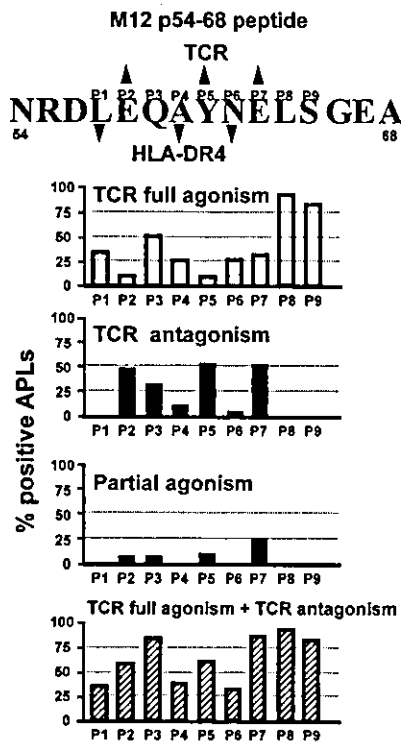 M12 p54-68 peptide
TCR
P1 P2 P3 P4 P5 P6 P7 P8 P9
NRDLEQAYNELSGEA
54 68
HLA-DR4
% positive APLs
TCR full agonism
100
75
50
25
0
P1 P2 P3 P4 P5 P6 P7 P8 P9
TCR antagonism
100
75
50
25
0
P1 P2 P3 P4 P5 P6 P7 P8 P9
Partial agonism
100
75
50
25
0
P1 P2 P3 P4 P5 P6 P7 P8 P9
TCR full agonism + TCR antagonism
100
75
50
25
P1 P2 P3 P4 P5 P6 P7 P8 P9